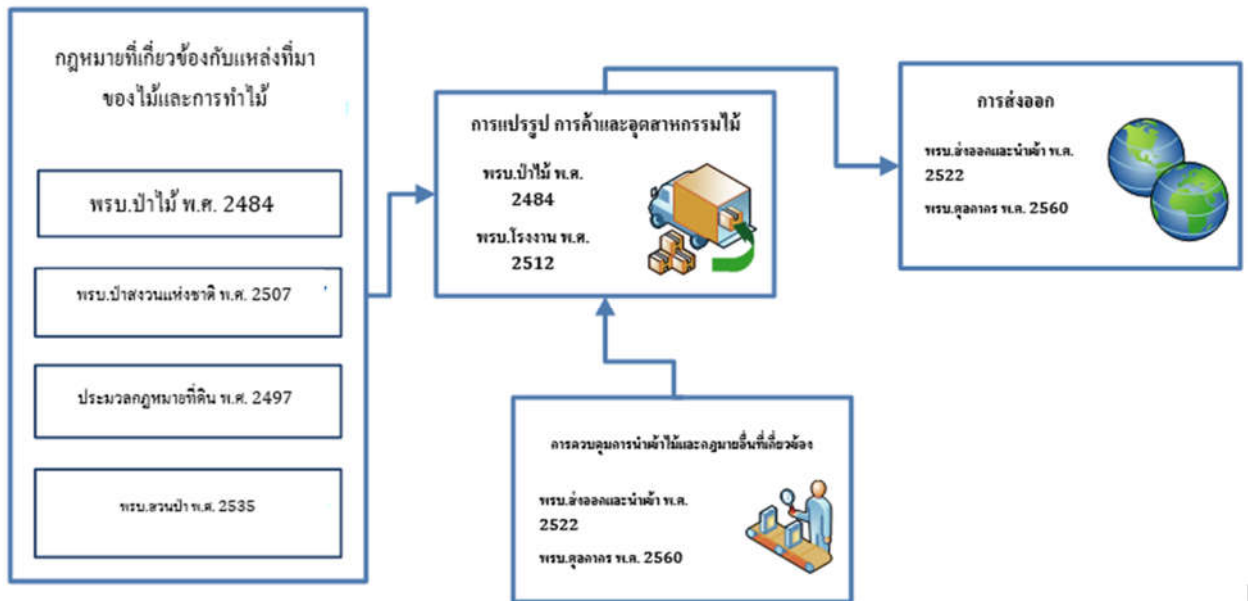 กฎหมายที่เกี่ยวข้องกับแหล่งที่มา
ของไม้และการทำไม้
พรบ.ป่าไม้ พ.ศ. 2484
พรบ.ป่าสงวนแห่งชาติ พ.ศ. 2507
ประมวลกฎหมายที่ดิน พ.ศ. 2497
พรบ.สวนป่า พ.ศ. 2535
การแปรรูป การค้าและอุตสาหกรรมไม้
พรบ.ป่าไม้ พ.ศ.
2484
พรบ.โรงงาน พ.ศ.
2512
การควบคุมการนำเข้าไม้และกฎมายอื่นที่เกี่ยวข้อง
พรบ.ส่งออกและนำเข้า พ.ศ.
2522
พรบ.ศุลกากร พ.ศ. 2560
การส่งออก
พรบ.ส่งออกและนำเข้า พ.ศ.
2522
พรบ.ศุลกากร พ.ศ. 2560